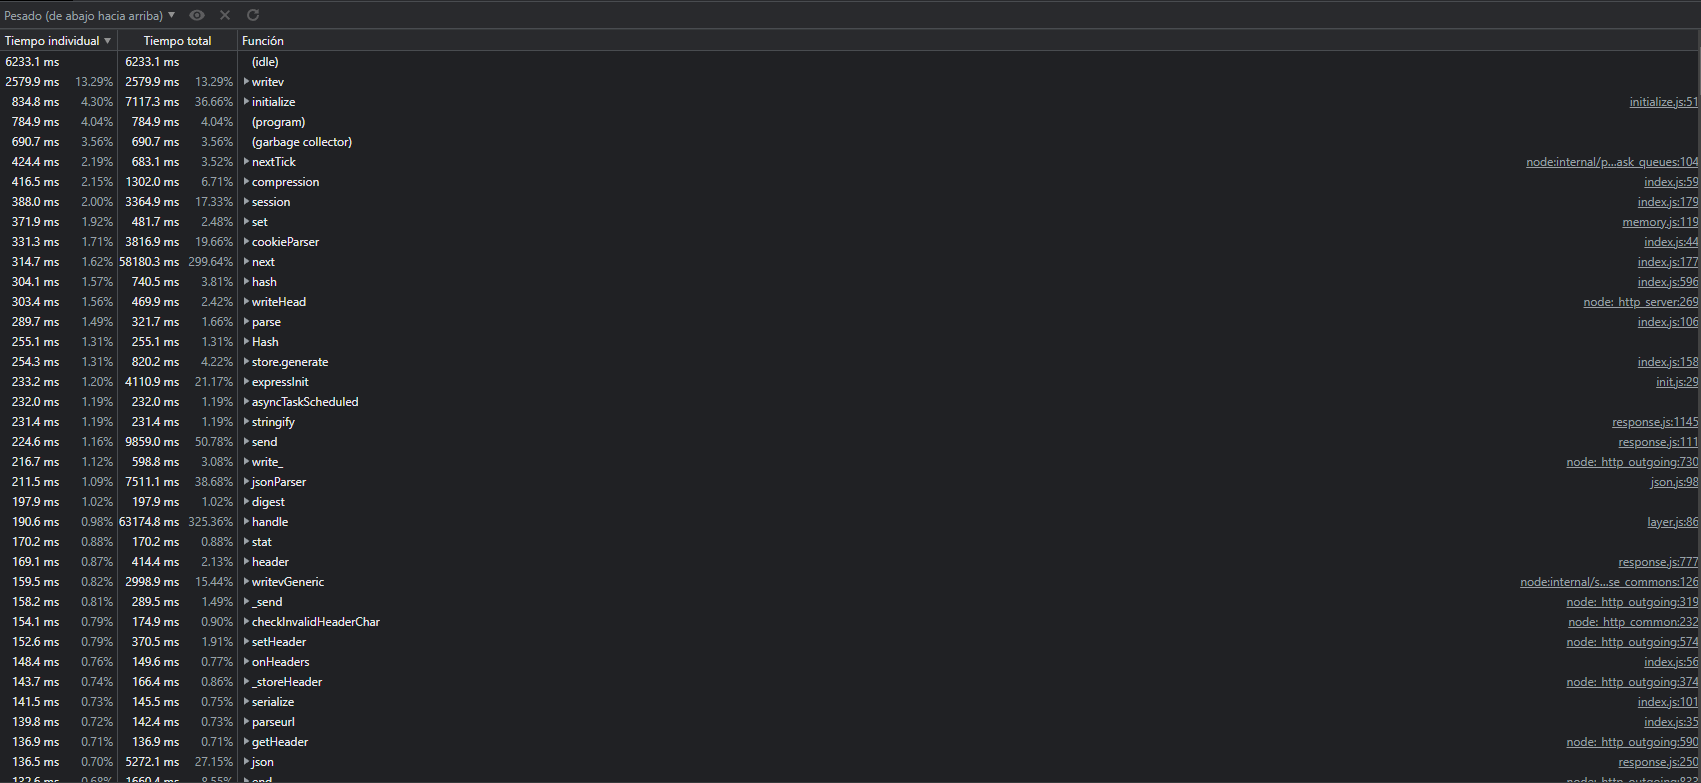 Pesado (de abajo hacia arriba)
Tiempo individual Tiempo total Función
6233.1 ms 6233.1 ms (idle)
2579.9 ms 13.29% 2579.9 ms 13.29% writev
834.8 ms 4.30% 7117.3 ms 36.66% initialize initialize.js:51
784.9 ms 4.04% 784.9 ms 4.04% (program)
690.7 ms 3.56% 690.7 ms 3.56% (garbage collector)
424.4 ms 2.19% 683.1 ms 3.52% nextTick node:internal/p...ask_queues:104
416.5 ms 2.15% 1302.0 ms 6.71% compression index.js:59
388.0 ms 2.00% 3364.9 ms 17.33% session index.js:179
371.9 ms 1.92% 481.7 ms 2.48% set memory.js:119
331.3 ms 1.71% 3816.9 ms 19.66% cookieParser index.js:44
314.7 ms 1.62% 58180.3 ms 299.64% next index.js:177
304.1 ms 1.57% 740.5 ms 3.81% hash index.js:596
303.4 ms 1.56% 469.9 ms 2.42% writeHead node:_http_server:269
289.7 ms 1.49% 321.7 ms 1.66% parse index.js:106
255.1 ms 1.31% 255.1 ms 1.31% Hash
254.3 ms 1.31% 820.2 ms 4.22% store.generate index.js:158
233.2 ms 1.20% 4110.9 ms 21.17% expressInit init.js:29
232.0 ms 1.19% 232.0 ms 1.19% asyncTaskScheduled
231.4 ms 1.19% 231.4 ms 1.19% stringify response.js:1145
224.6 ms 1.16% 9859.0 ms 50.78% send response.js:111
216.7 ms 1.12% 598.8 ms 3.08% write_ node:_http_outgoing:730
211.5 ms 1.09% 7511.1 ms 38.68% jsonParser json.js:98
197.9 ms 1.02% 197.9 ms 1.02% digest
190.6 ms 0.98% 63174.8 ms 325.36% handle layer.js:86
170.2 ms 0.88% 170.2 ms 0.88% stat
169.1 ms 0.87% 414.4 ms 2.13% header response.js:777
159.5 ms 0.82% 2998.9 ms 15.44% writevGeneric node:internal/s...se_commons:126
158.2 ms 0.81% 289.5 ms 1.49% _send node:_http_outgoing:319
154.1 ms 0.79% 174.9 ms 0.90% checkInvalidHeaderChar node:_http_common:232
152.6 ms 0.79% 370.5 ms 1.91% setHeader node:_http_outgoing:574
148.4 ms 0.76% 149.6 ms 0.77% onHeaders index.js:56
143.7 ms 0.74% 166.4 ms 0.86% _storeHeader node:_http_outgoing:374
141.5 ms 0.73% 145.5 ms 0.75% serialize index.js:101
139.8 ms 0.72% 142.4 ms 0.73% parseurl index.js:35
136.9 ms 0.71% 136.9 ms 0.71% getHeader node:_http_outgoing:590
136.5 ms 0.70% 5272.1 ms 27.15% json response.js:250
132.6 ms 0.68% 1660.4 ms 8.55% end node:_http_outgoing:833